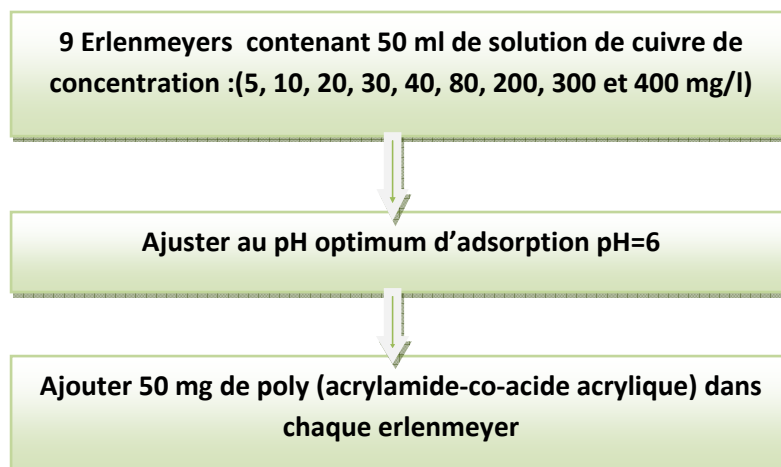 9 Erlenmeyers contenant 50 ml de solution de cuivre de
concentration :(5, 10, 20, 30, 40, 80, 200, 300 et 400 mg/l)
Ajuster au pH optimum d’adsorption pH=6
Ajouter 50 mg de poly (acrylamide-co-acide acrylique) dans
chaque erlenmeyer